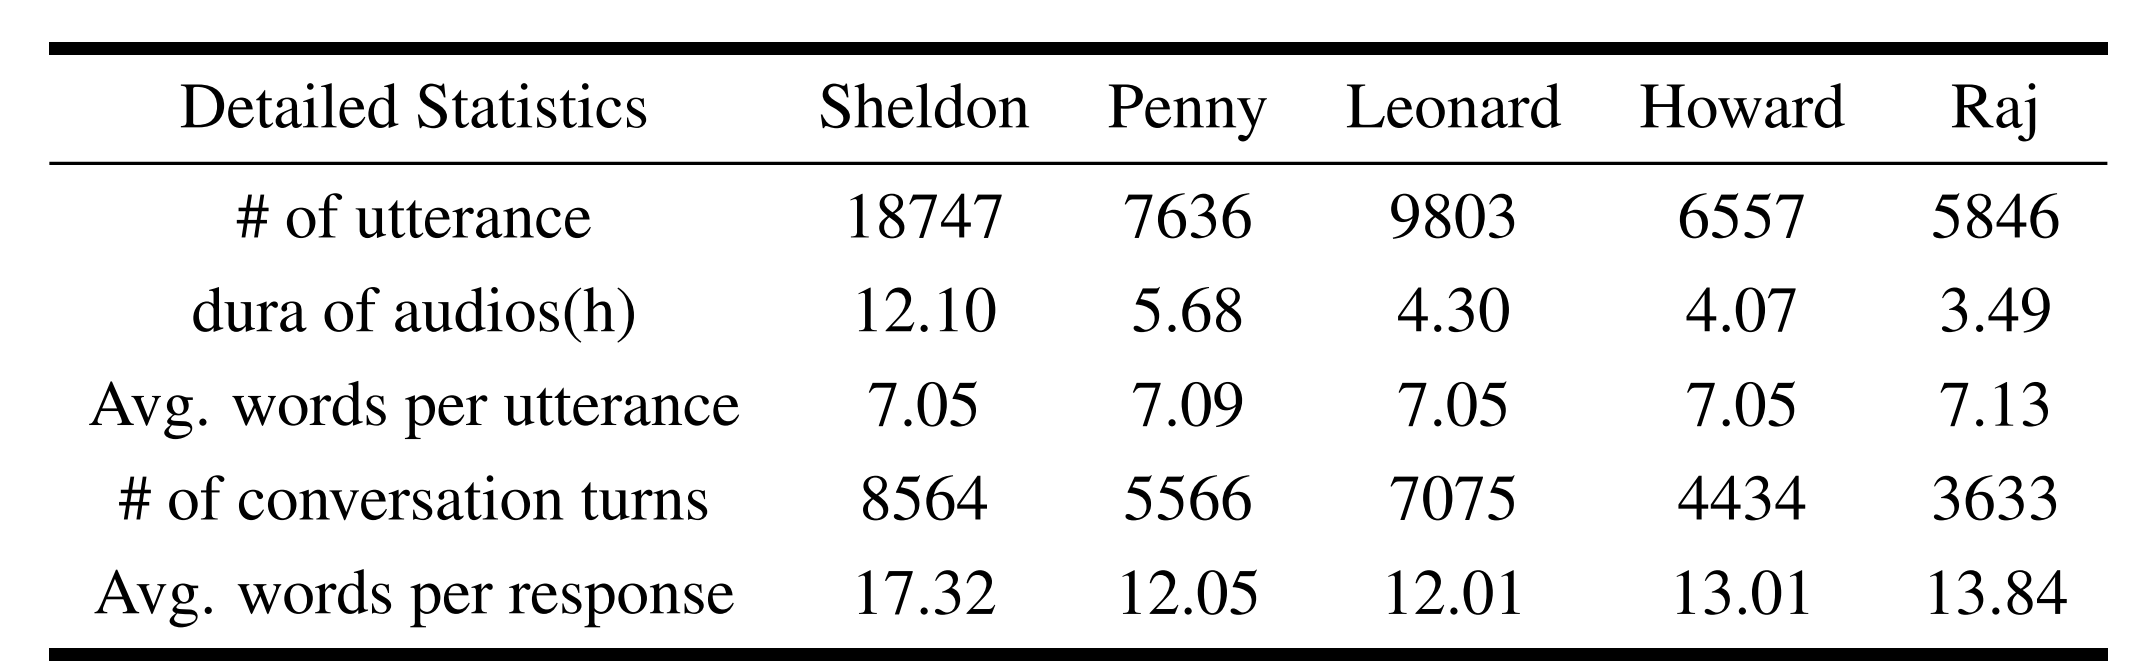 Detailed Statistics Sheldon Penny Leonard Howard Raj
# of utterance 18747 7636 9803 6557 5846
dura of audios(h) 12.10 5.68 4.30 4.07 3.49
Avg. words per utterance 7.05 7.09 7.05 7.05 7.13
# of conversation turns 8564 5566 7075 4434 3633
Avg. words per response 17.32 12.05 12.01 13.01 13.84